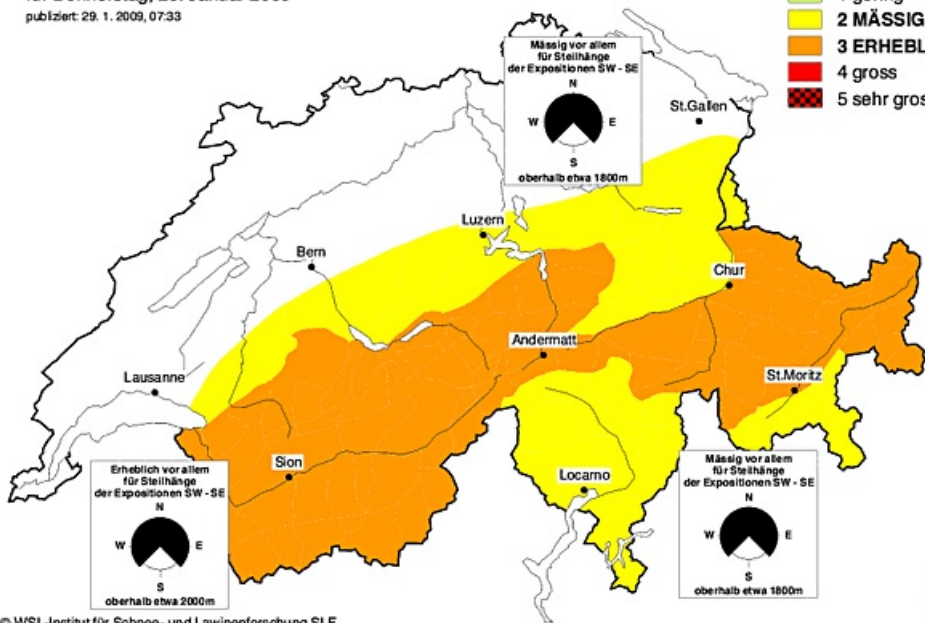 publiziert: 29. 1. 2009, 07:33
2 MÄSSIG
3 ERHEBL
4 gross
5 sehr gros
Mässig vor allem
für Steilhänge
der Expositionen SW - SE
N
W E
S
oberhalb etwa 1800m
St.Gallen
Luzern
Bern
Chur
Andermatt
Lausanne
St.Moritz
Sion
Locarno
Erheblich vor allem
für Steilhänge
der Expositionen SW - SE
N
W E
S
oberhalb etwa 2000m
Mässig vor allem
für Steilhänge
der Expositionen SW - SE
N
W E
S
oberhalb etwa 1800m
© WSL-Institut für Schnee- und Lawinenforschung SLF